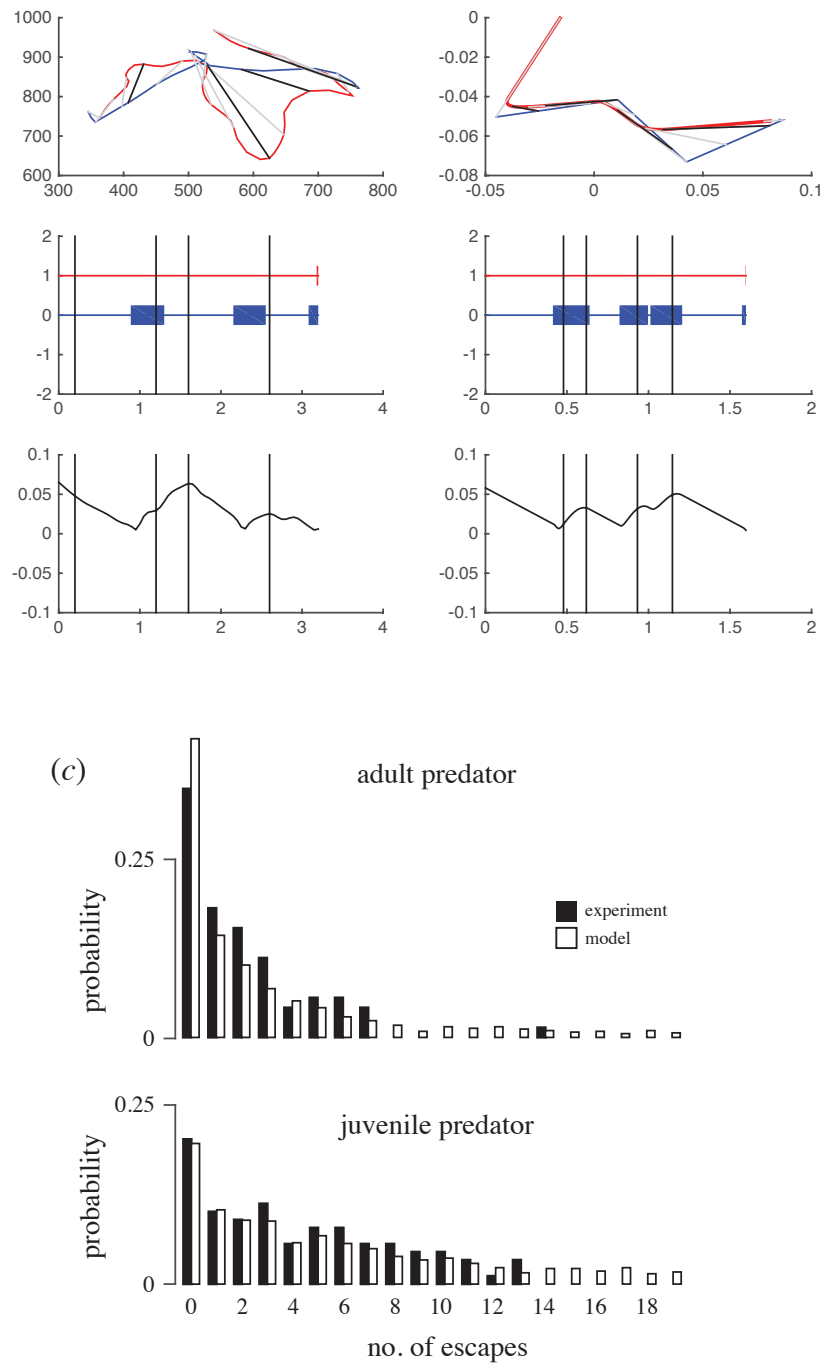 1000
900
800
700
600
300 400 500 600 700 800
0
-0.02
-0.04
-0.06
-0.08
-0.05 0 0.05 0.1
2
1
0
-1
-2
0 1 2 3 4
2
1
0
-1
-2
0 0.5 1 1.5 2
0.1
0.05
0
-0.05
-0.1
0 1 2 3 4
0.1
0.05
0
-0.05
-0.1
0 0.5 1 1.5 2
(c)
adult predator
0.25
0
probability
experiment
model
juvenile predator
0.25
0
probability
0 2 4 6 8 10 12 14 16 18
no. of escapes